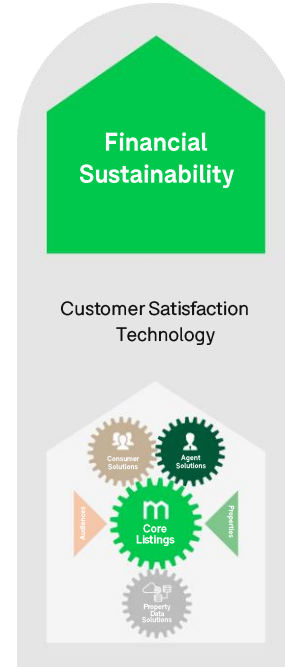 Financial
Sustainability
Customer Satisfaction
Technology
Consumer
Solutions
Agent
Solutions
Audiences
m
Core
Listings
Properties
Property
Data
Solutions